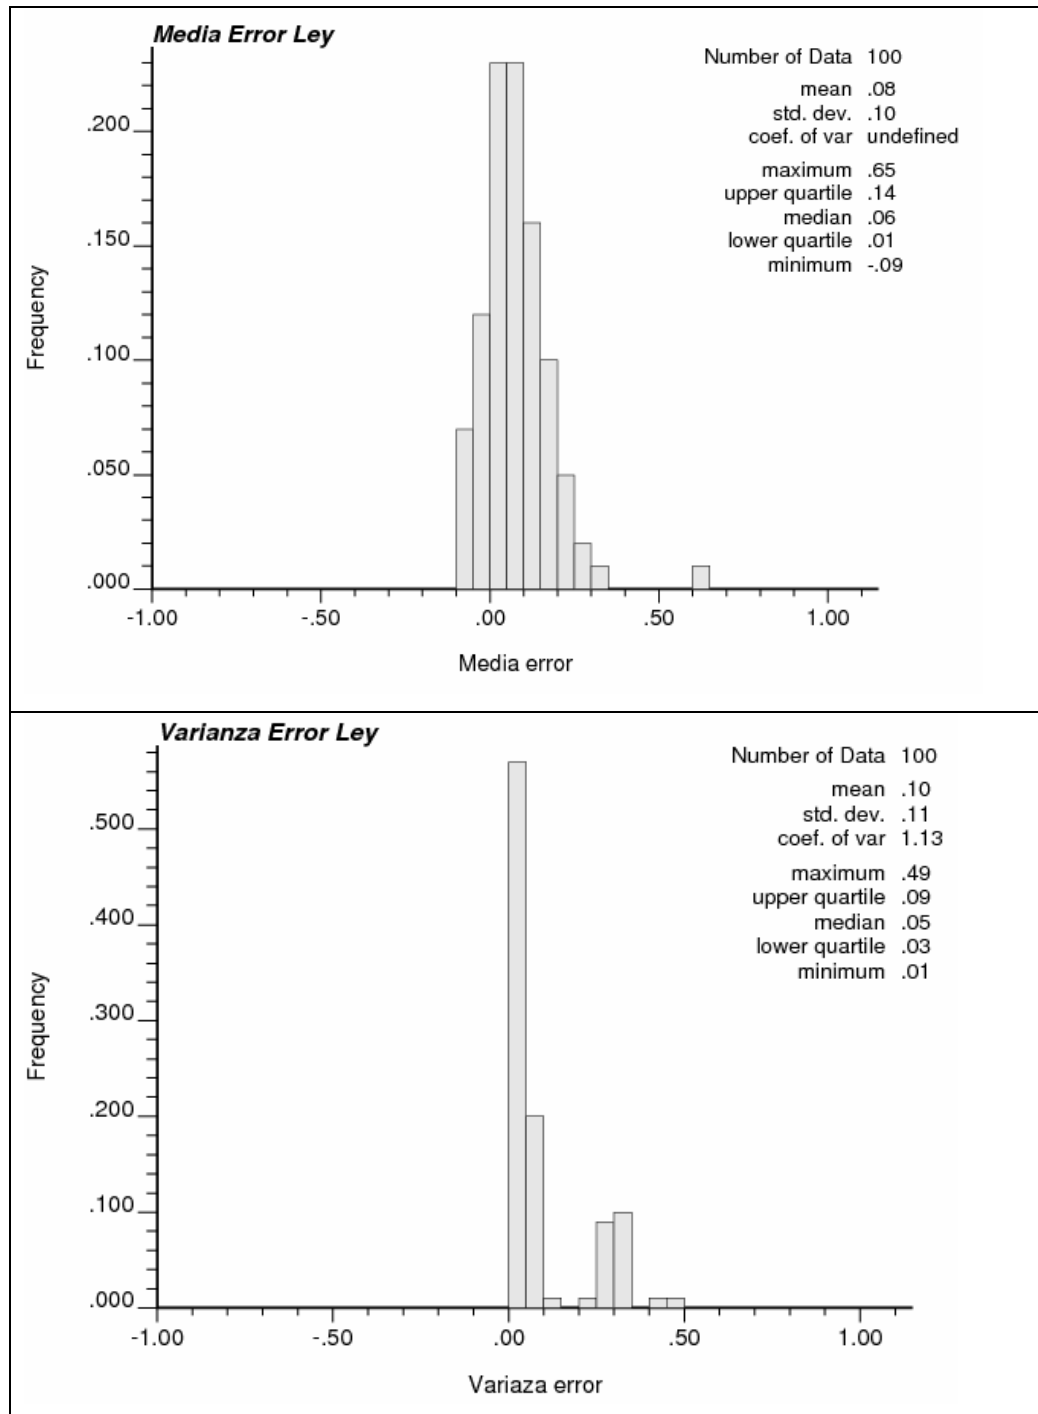 Media Error Ley
Number of Data 100
mean .08
std. dev. .10
coef. of var undefined
maximum .65
upper quartile .14
median .06
lower quartile .01
minimum -.09
Frequency
.200
.150
.100
.050
.000
-1.00 -.50 .00 .50 1.00
Media error
Varianza Error Ley
Number of Data 100
mean .10
std. dev. .11
coef. of var 1.13
maximum .49
upper quartile .09
median .05
lower quartile .03
minimum .01
Frequency
.500
.400
.300
.200
.100
.000
-1.00 -.50 .00 .50 1.00
Variaza error